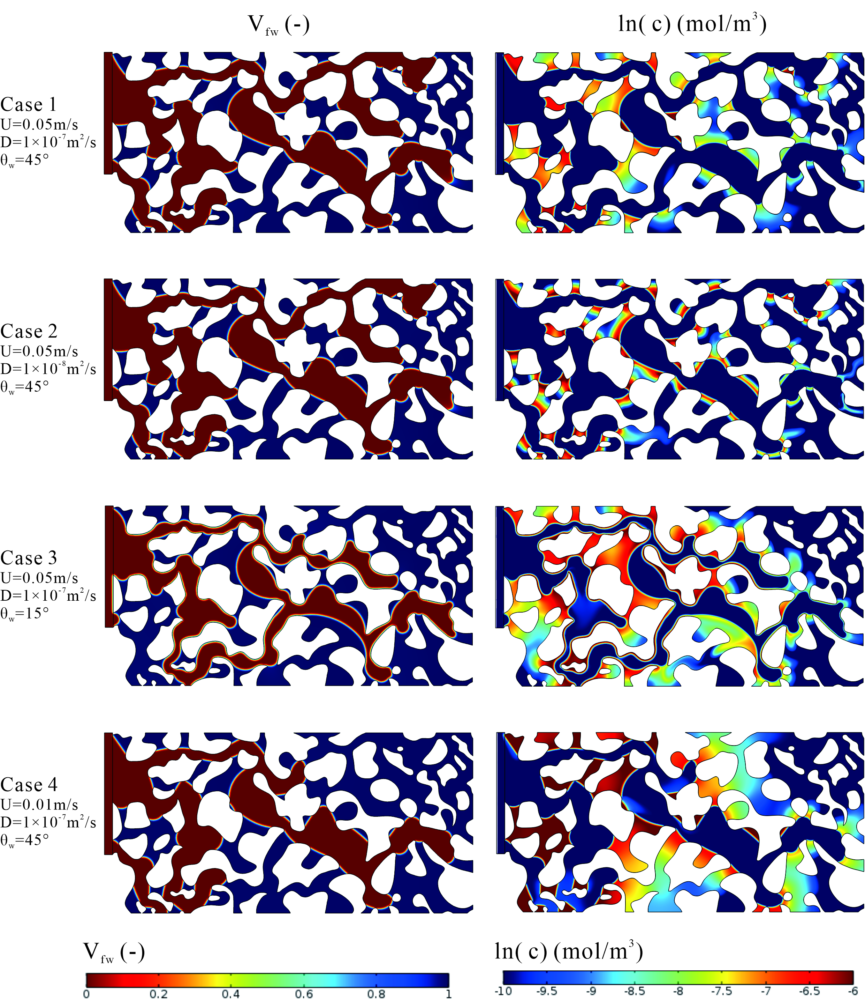 V_fw (-)
ln( c) (mol/m³)
Case 1
U=0.05m/s
D=1×10⁻⁷m²/s
θ_w=45°
Case 2
U=0.05m/s
D=1×10⁻⁸m²/s
θ_w=45°
Case 3
U=0.05m/s
D=1×10⁻⁷m²/s
θ_w=15°
Case 4
U=0.01m/s
D=1×10⁻⁷m²/s
θ_w=45°
V_fw (-)
0 0.2 0.4 0.6 0.8 1
ln( c) (mol/m³)
-10 -9.5 -9 -8.5 -8 -7.5 -7 -6.5 -6